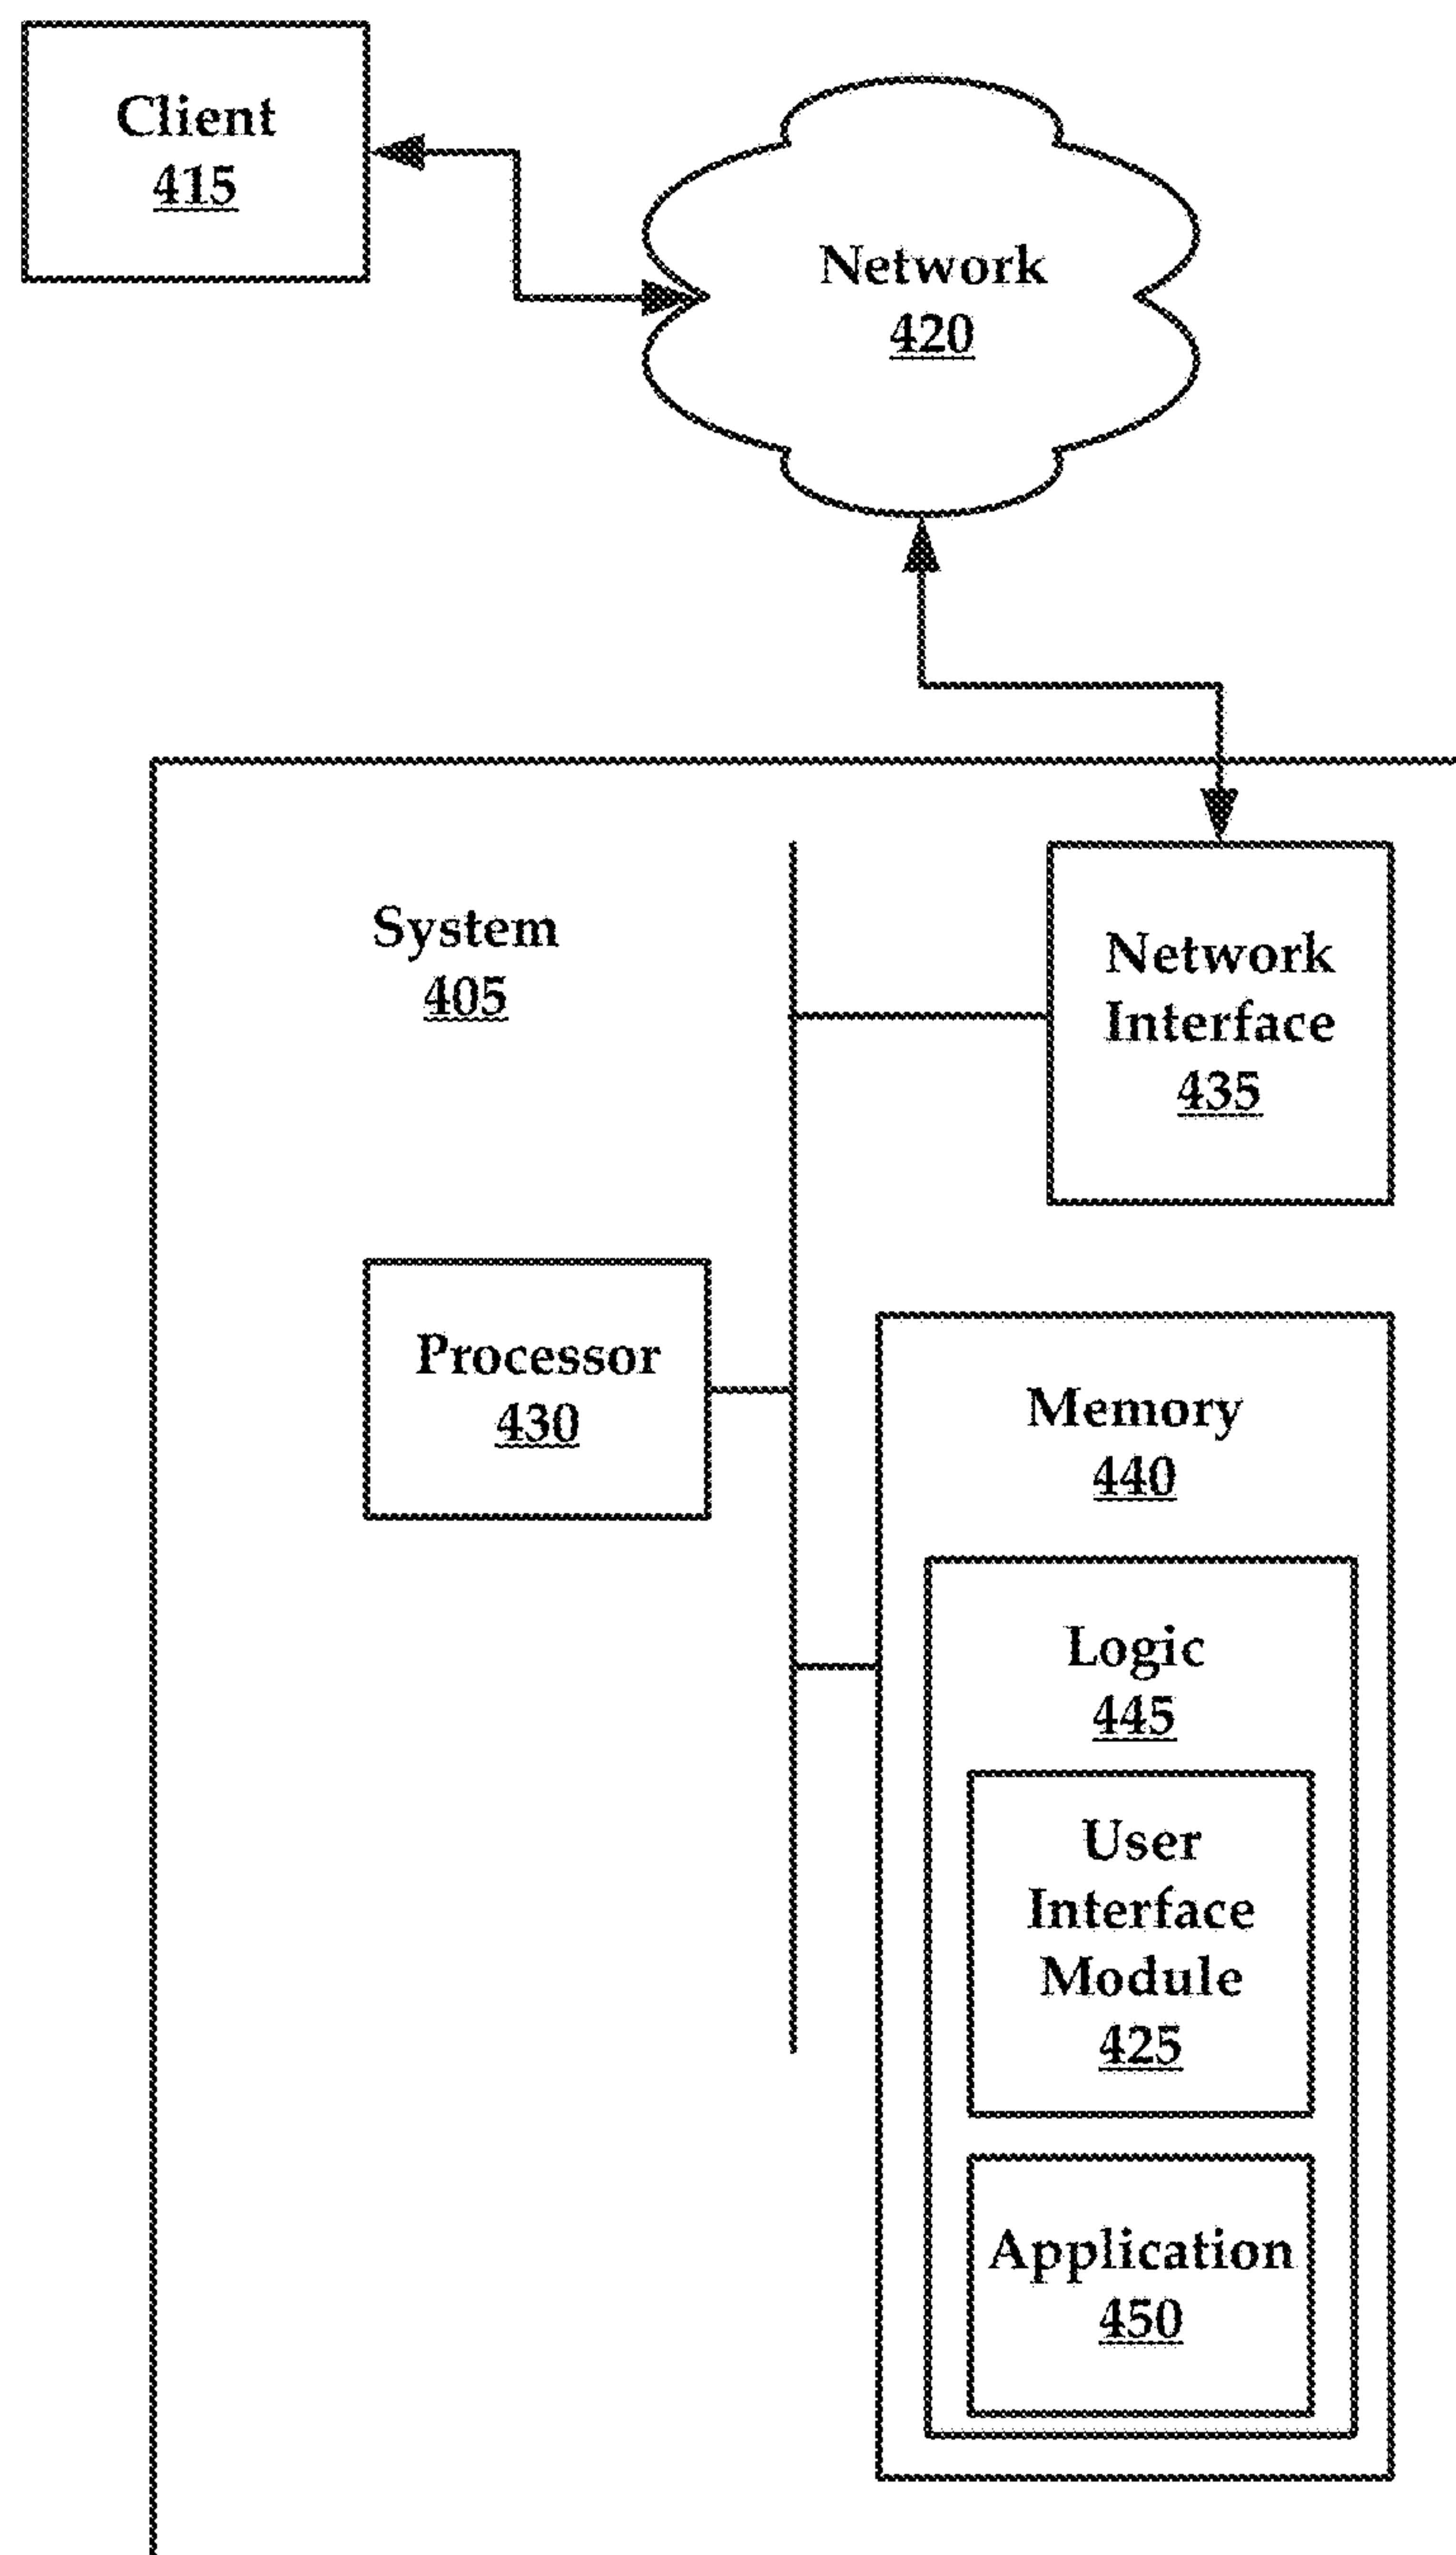 Client
415
Network
420
System
405
Network
Interface
435
Processor
430
Memory
440
Logic
445
User
Interface
Module
425
Application
450